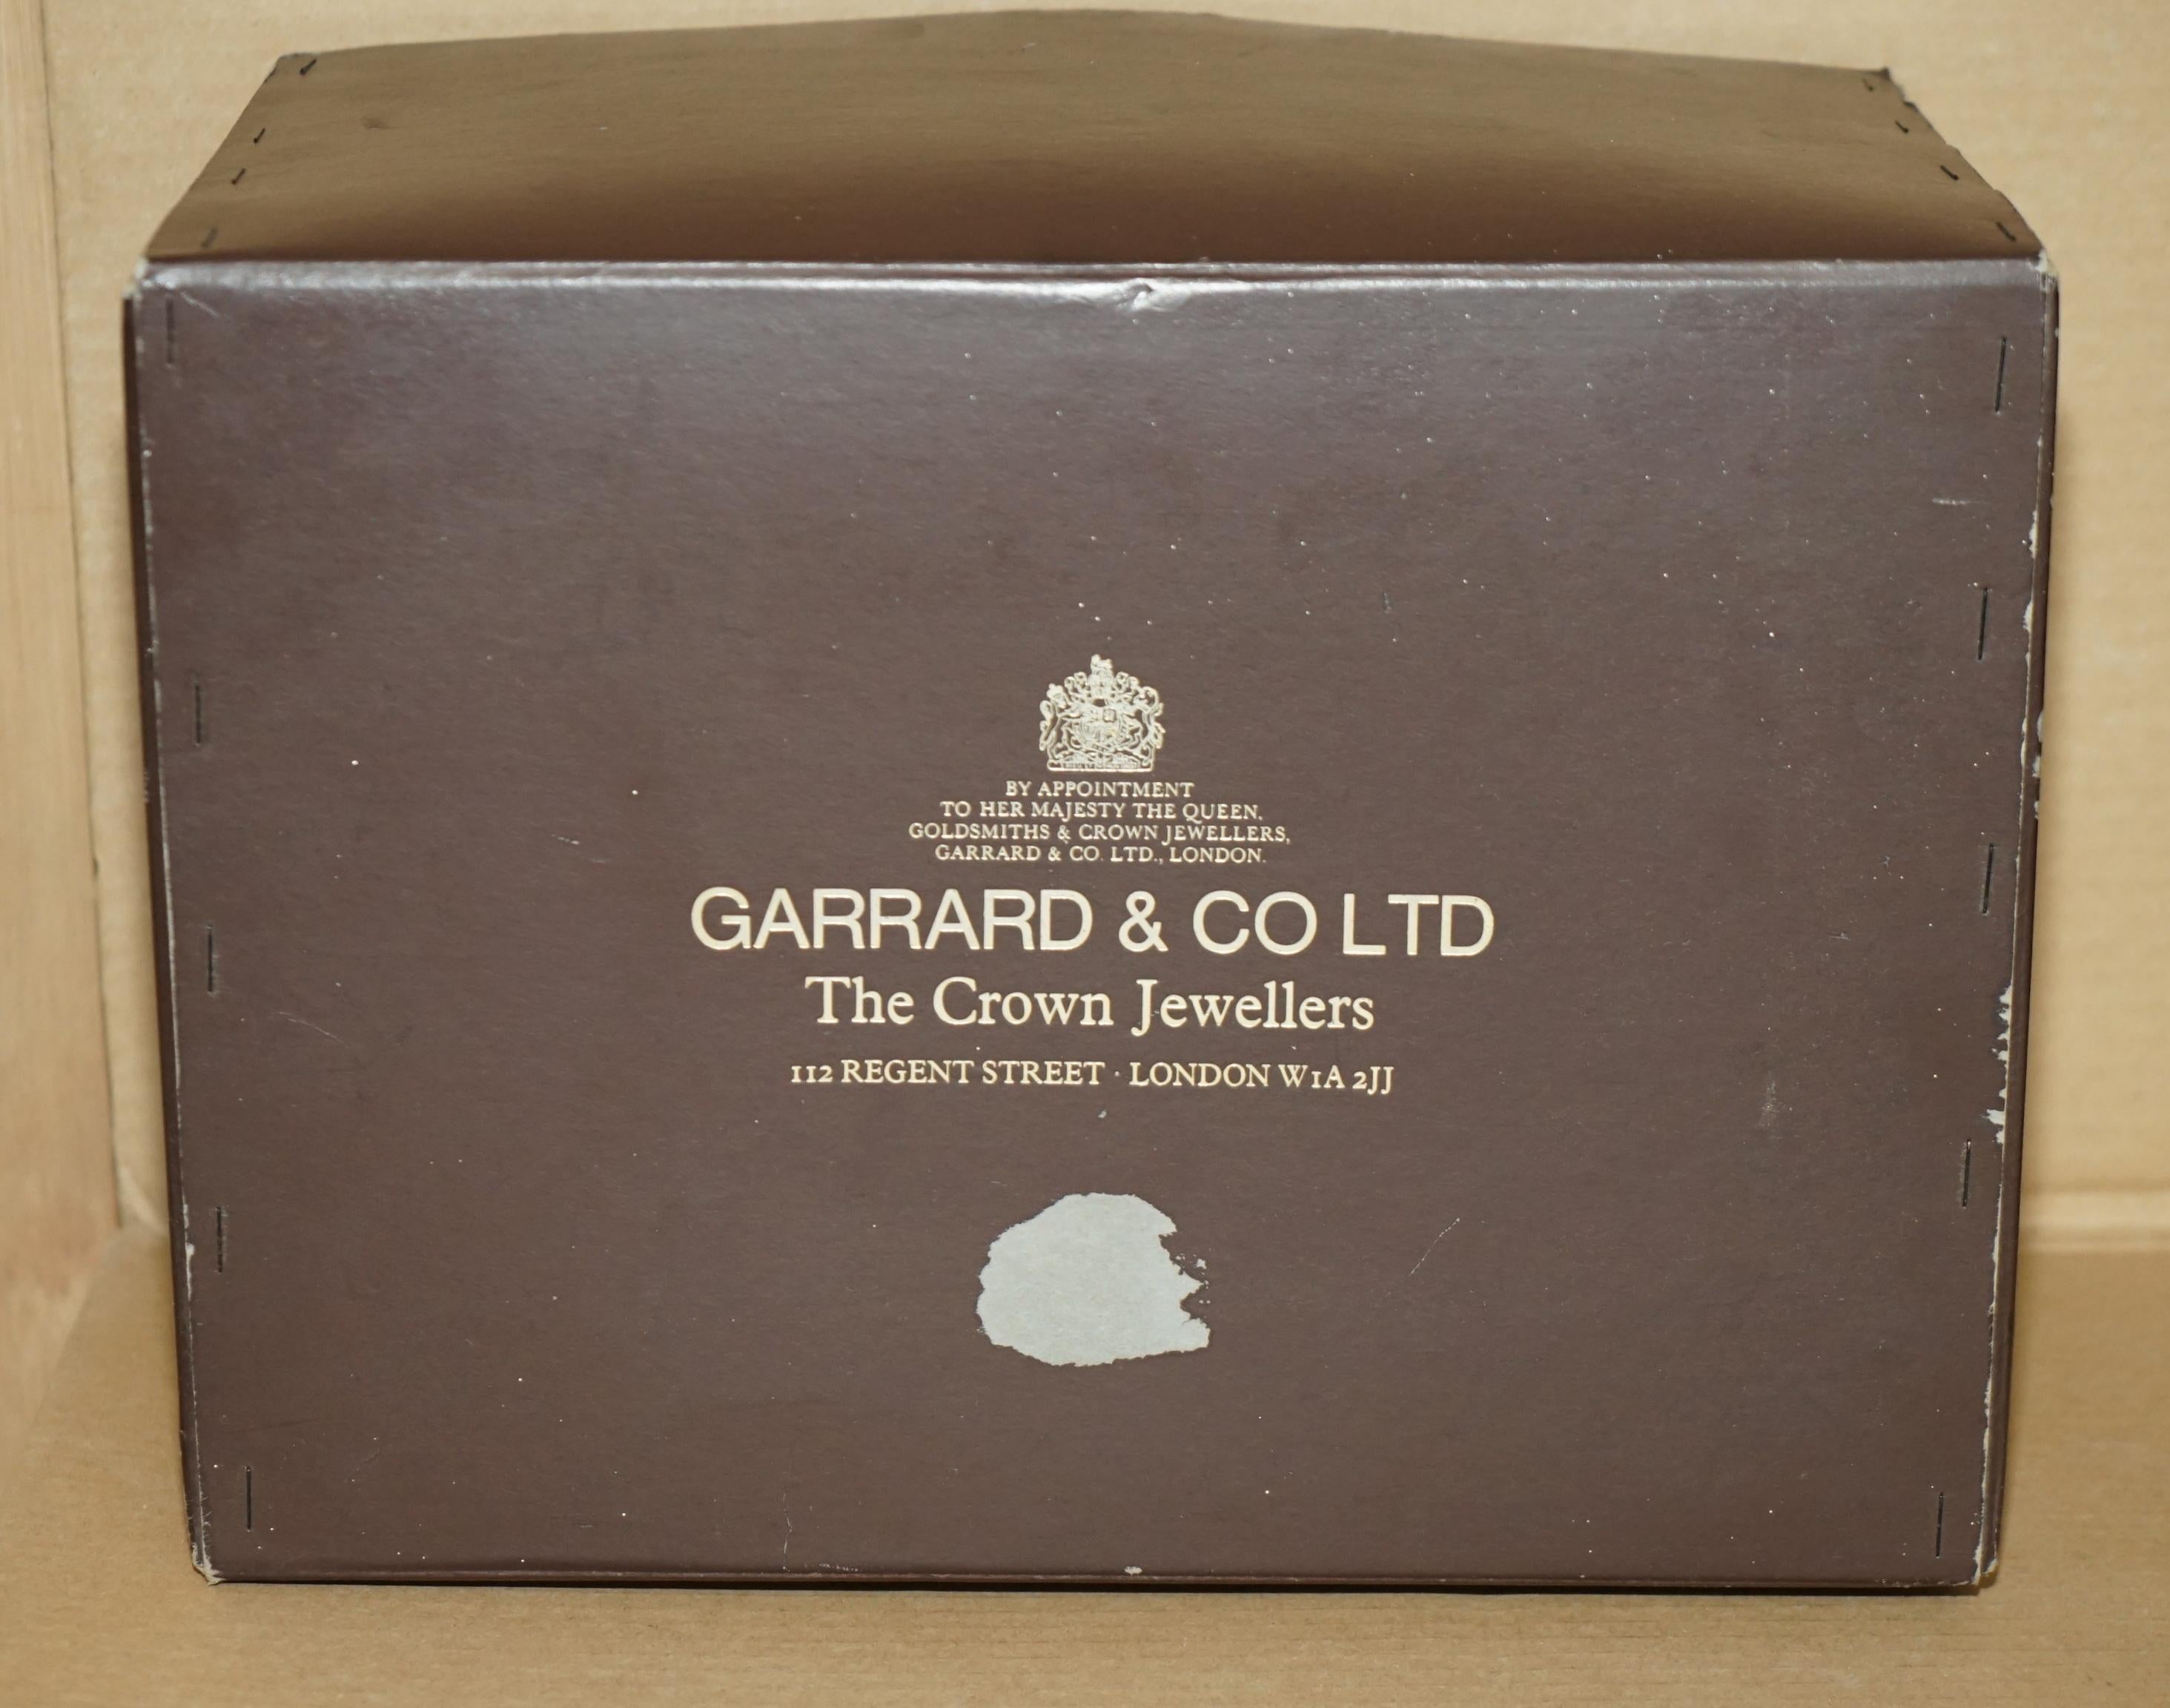 BY APPOINTMENT
TO HER MAJESTY THE QUEEN,
GOLDSMITHS & CROWN JEWELLERS,
GARRARD & CO. LTD., LONDON.
GARRARD & CO LTD
The Crown Jewellers
112 REGENT STREET · LONDON W1A 2JJ